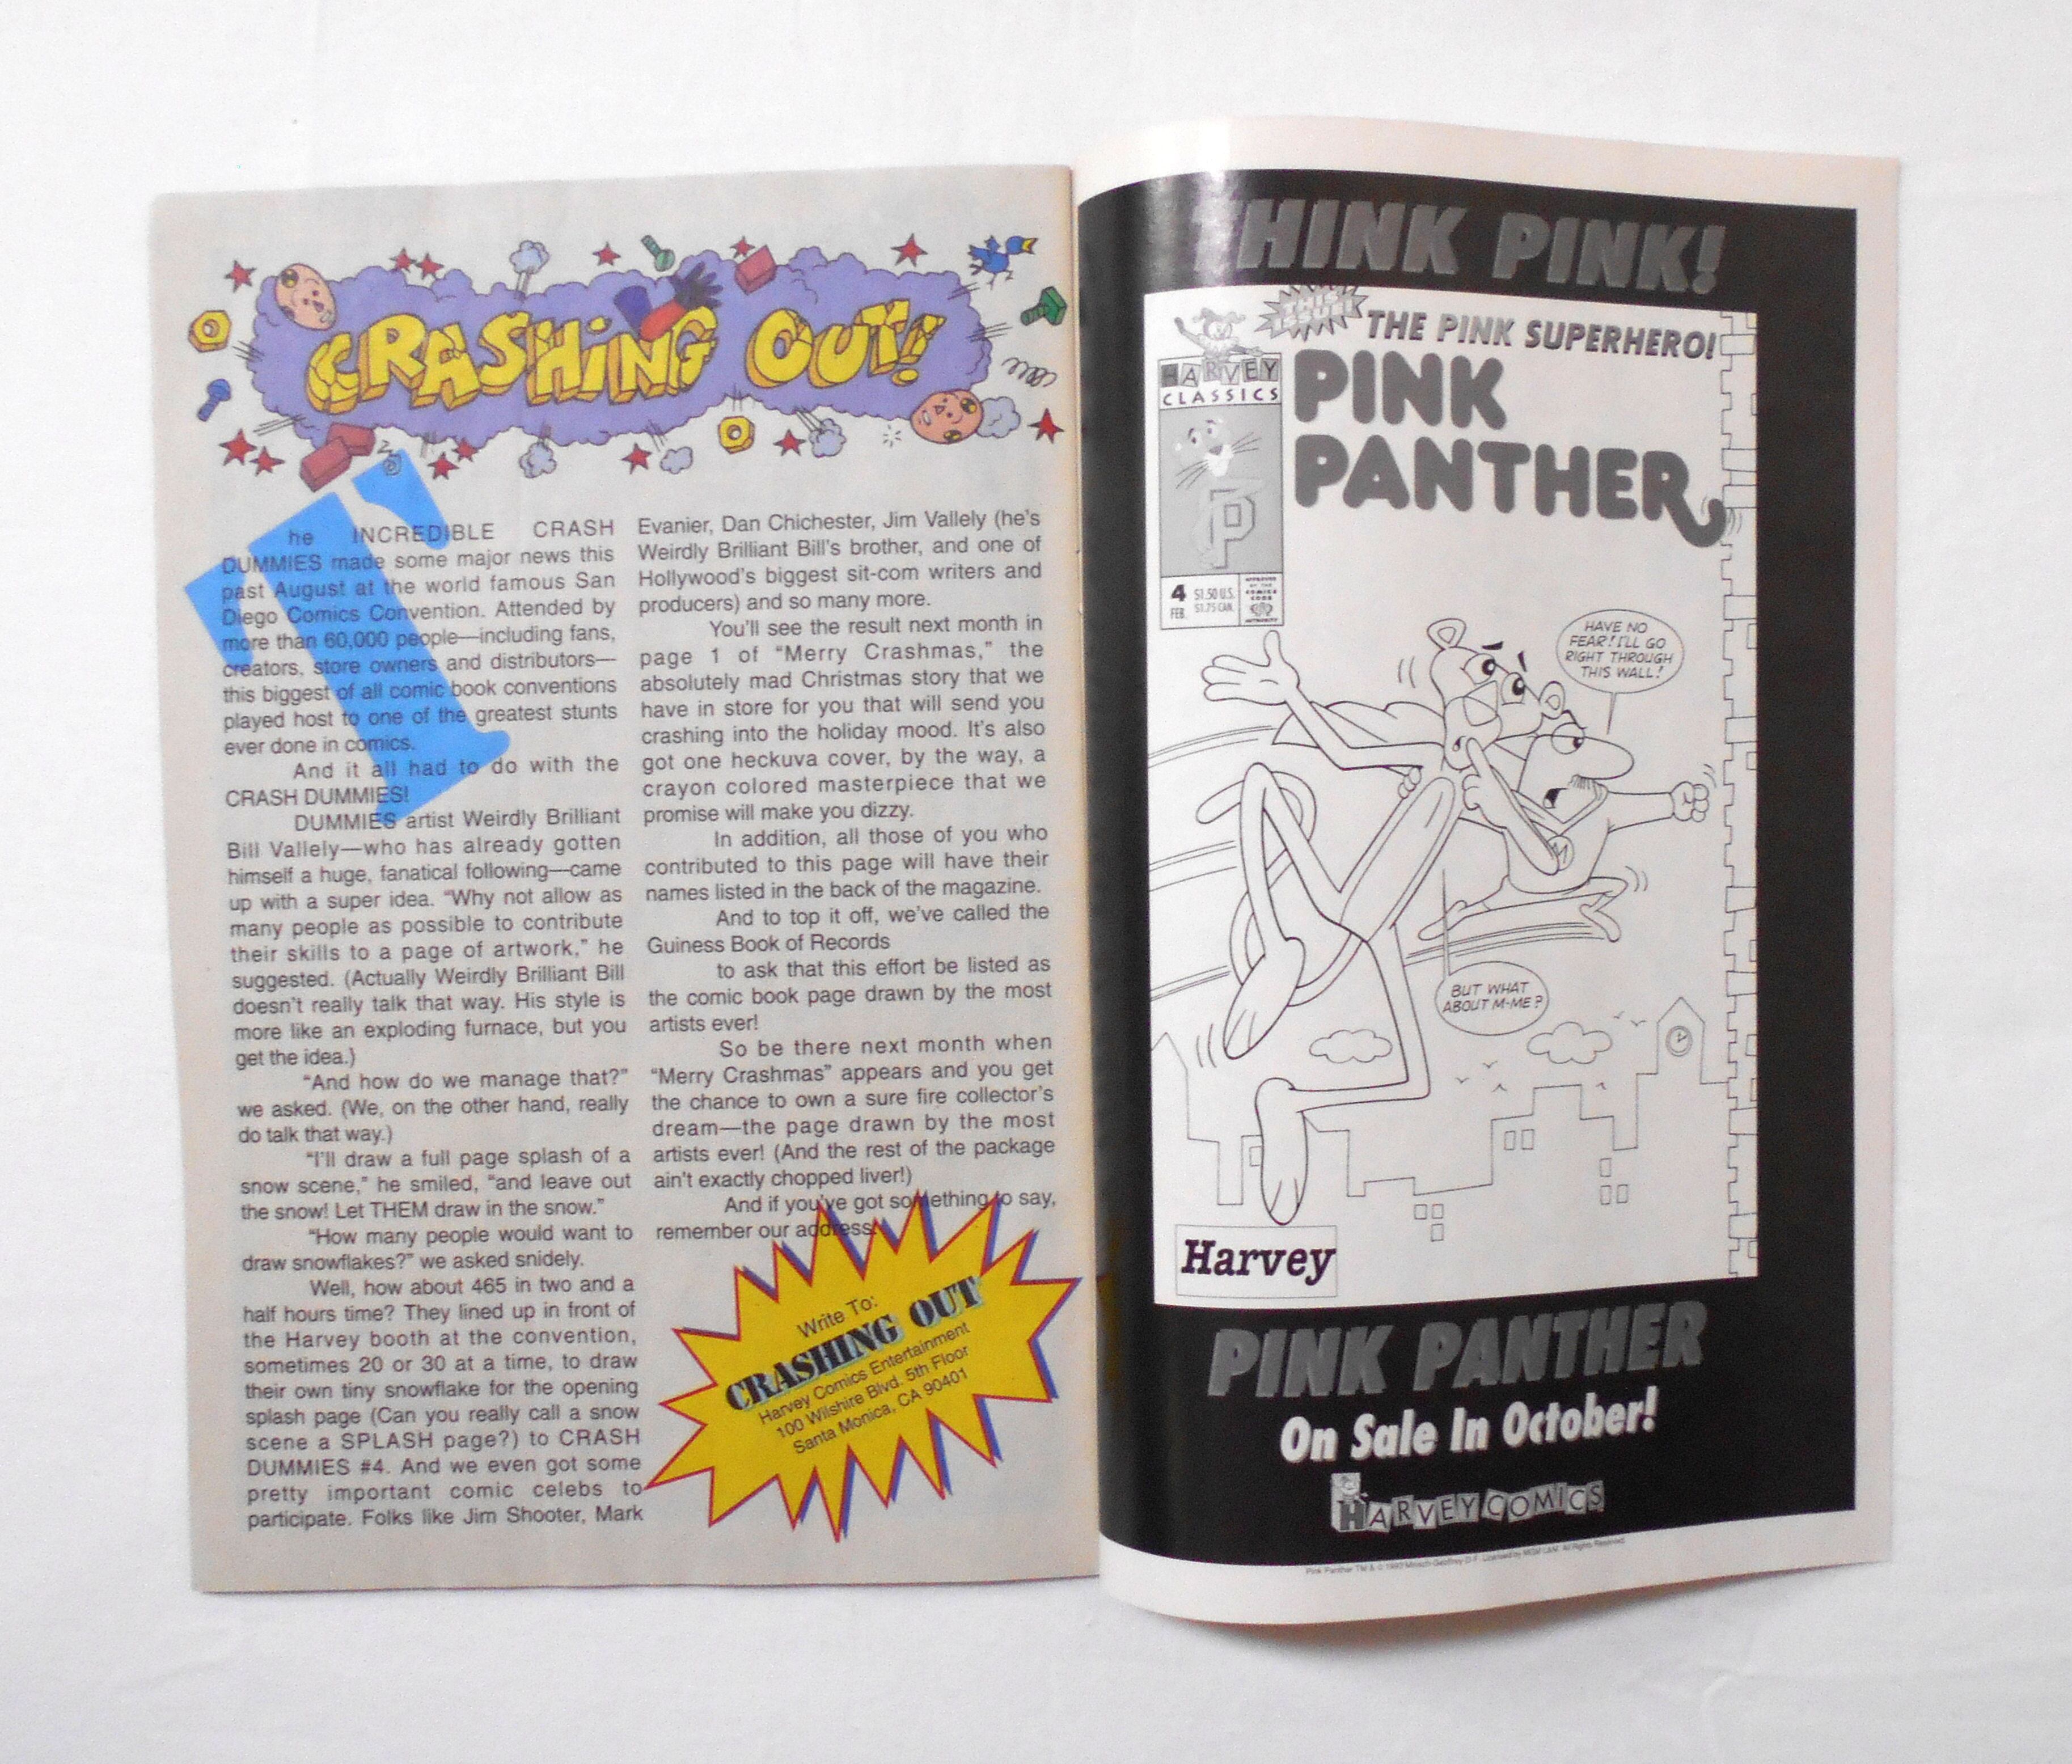 CRASHING OUT!
The INCREDIBLE CRASH
DUMMIES made some major news this
past August at the world famous San
Diego Comics Convention. Attended by
more than 60,000 people—including fans,
creators, store owners and distributors—
this biggest of all comic book conventions
played host to one of the greatest stunts
ever done in comics.
And it all had to do with the
CRASH DUMMIES!
DUMMIES artist Weirdly Brilliant
Bill Vallely—who has already gotten
himself a huge, fanatical following—came
up with a super idea. "Why not allow as
many people as possible to contribute
their skills to a page of artwork," he
suggested. (Actually Weirdly Brilliant Bill
doesn't really talk that way. His style is
more like an exploding furnace, but you
get the idea.)
"And how do we manage that?"
we asked. (We, on the other hand, really
do talk that way.)
"I'll draw a full page splash of a
snow scene," he smiled, "and leave out
the snow! Let THEM draw in the snow."
"How many people would want to
draw snowflakes?" we asked snidely.
Well, how about 465 in two and a
half hours time? They lined up in front of
the Harvey booth at the convention,
sometimes 20 or 30 at a time, to draw
their own tiny snowflake for the opening
splash page (Can you really call a snow
scene a SPLASH page?) to CRASH
DUMMIES #4. And we even got some
pretty important comic celebs to
participate. Folks like Jim Shooter, Mark
Evanier, Dan Chichester, Jim Vallely (he's
Weirdly Brilliant Bill's brother, and one of
Hollywood's biggest sit-com writers and
producers) and so many more.
You'll see the result next month in
page 1 of "Merry Crashmas," the
absolutely mad Christmas story that we
have in store for you that will send you
crashing into the holiday mood. It's also
got one heckuva cover, by the way, a
crayon colored masterpiece that we
promise will make you dizzy.
In addition, all those of you who
contributed to this page will have their
names listed in the back of the magazine.
And to top it off, we've called the
Guiness Book of Records
to ask that this effort be listed as
the comic book page drawn by the most
artists ever!
So be there next month when
"Merry Crashmas" appears and you get
the chance to own a sure fire collector's
dream—the page drawn by the most
artists ever! (And the rest of the package
ain't exactly chopped liver!)
And if you've got something to say,
remember our address:
Write To:
CRASHING OUT
Harvey Comics Entertainment
100 Wilshire Blvd. 5th Floor
Santa Monica, CA 90401
THINK PINK!
THIS ISSUE!
THE PINK SUPERHERO!
HARVEY
CLASSICS
PINK
PANTHER
P
4
FEB.
$1.50 U.S.
$1.75 CAN.
APPROVED
BY THE
COMICS
CODE
AUTHORITY
HAVE NO
FEAR! I'LL GO
RIGHT THROUGH
THIS WALL!
M
BUT WHAT
ABOUT M-ME?
Harvey
PINK PANTHER
On Sale In October!
HARVEY COMICS